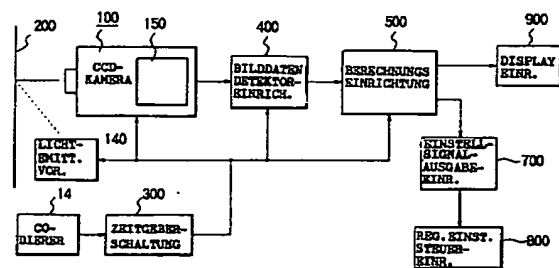 200
100
150
CCD-
KAMERA
400
BILDDATEN
DETEKTOR-
EINRICH.
500
BERECHNUNGS
EINRICHTUNG
900
DISPLAY
EINR.
140
LICHT-
EMITT.
VOR.
EINSTELL-
SIGNAL-
AUSGABE-
EINR.
700
14
CO-
DIERER
300
ZEITGEBER-
SCHALTUNG
REG. EINST.
STEUER-
EINR.
800